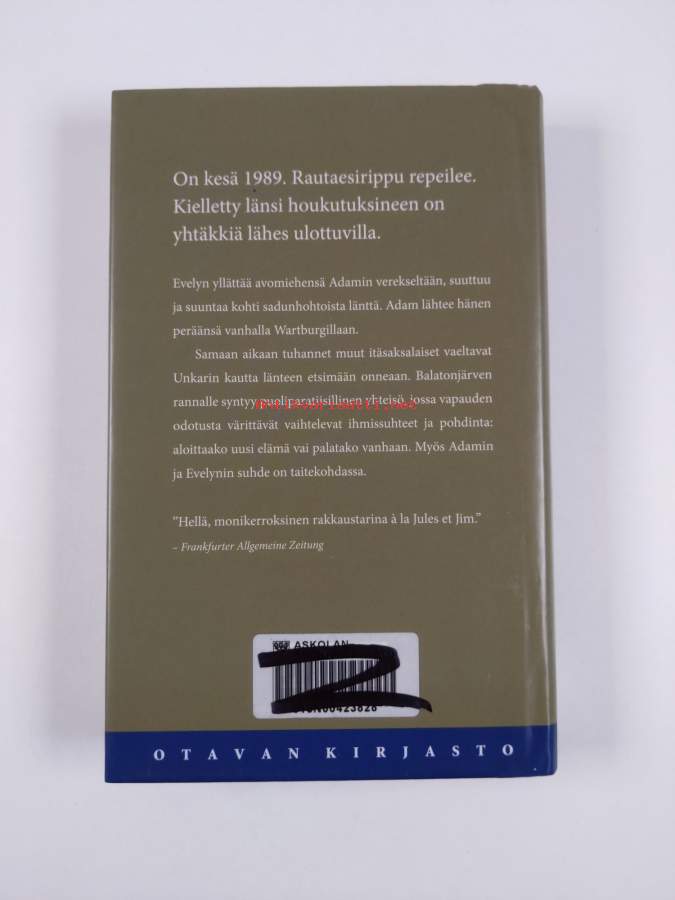 On kesä 1989. Rautaesirippu repeilee.
Kielletty länsi houkutuksineen on
yhtäkkiä lähes ulottuvilla.
Evelyn yllättää avomiehensä Adamin verekseltään, suuttuu
ja suuntaa kohti sadunhohtoista länttä. Adam lähtee hänen
peräänsä vanhalla Wartburgillaan.
Samaan aikaan tuhannet muut itäsaksalaiset vaeltavat
Unkarin kautta länteen etsimään onneaan. Balatonjärven
rannalle syntyy puoliparatiisillinen yhteisö, jossa vapauden
odotusta värittävät vaihtelevat ihmissuhteet ja pohdinta:
aloittaako uusi elämä vai palatako vanhaan. Myös Adamin
ja Evelynin suhde on taitekohdassa.
”Hellä, monikerroksinen rakkaustarina à la Jules et Jim.”
– Frankfurter Allgemeine Zeitung
ASKOLAN
OTAVAN KIRJASTO